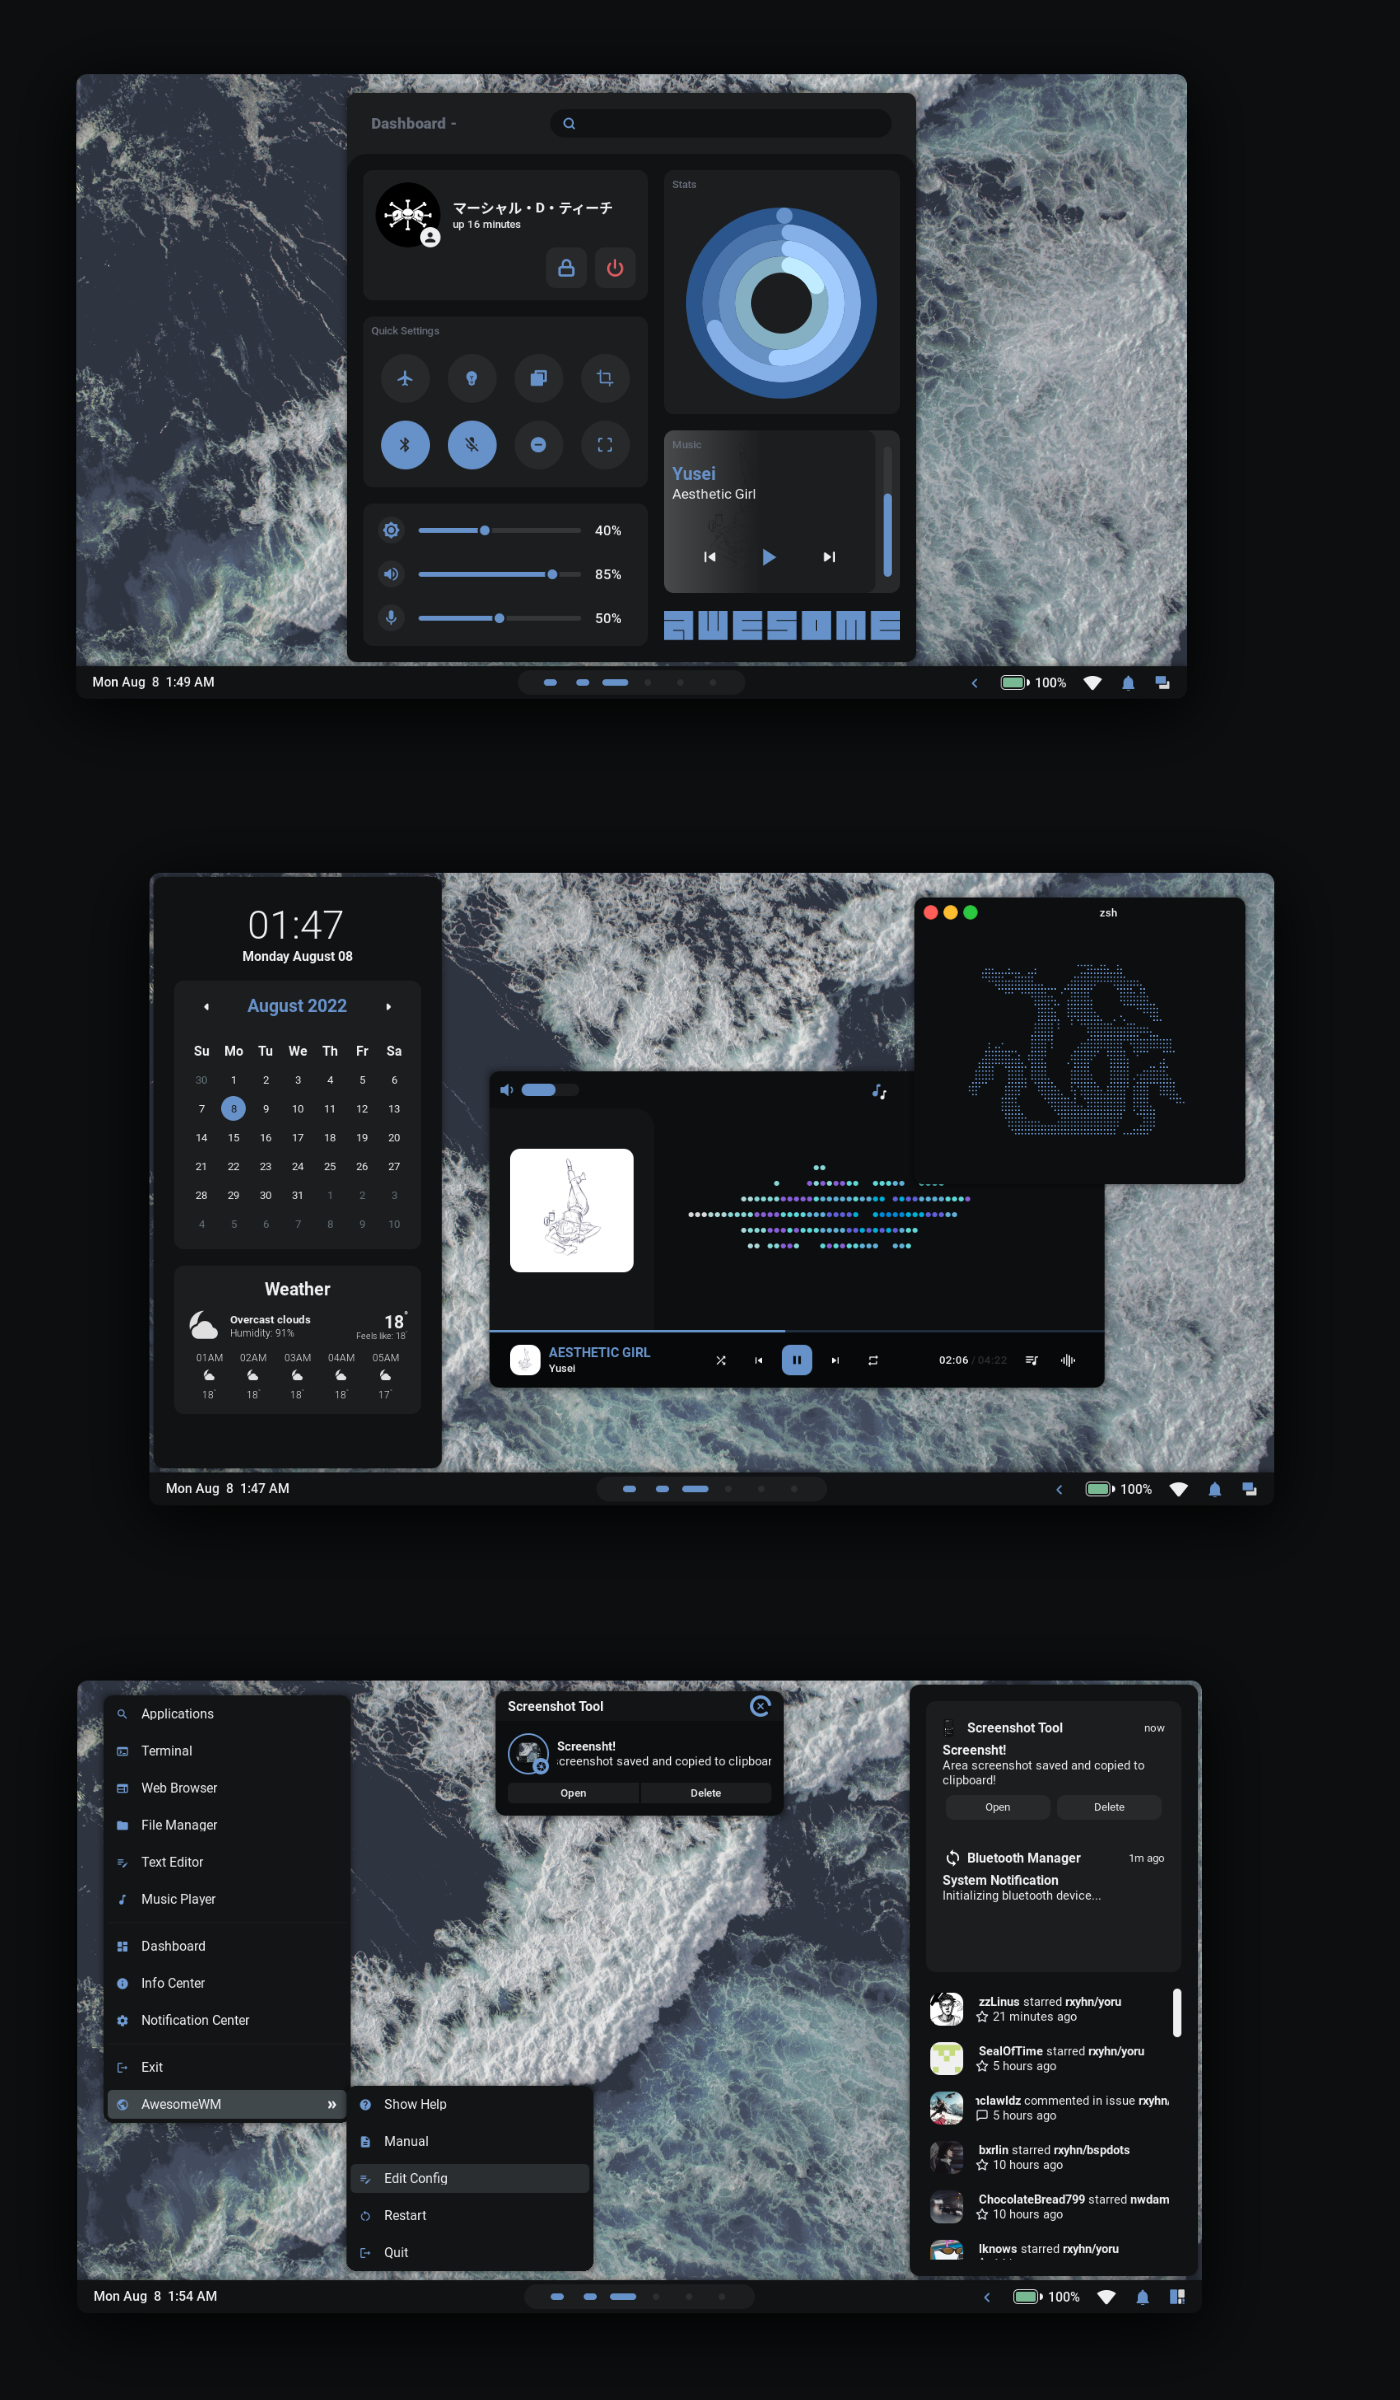 Dashboard -
マーシャル・D・ティーチ
up 16 minutes
Quick Settings
40%
85%
50%
Stats
Music
Yusei
Aesthetic Girl
AWESOME
Mon Aug 8 1:49 AM
100%
01:47
Monday August 08
August 2022
Su Mo Tu We Th Fr Sa
30 1 2 3 4 5 6
7 8 9 10 11 12 13
14 15 16 17 18 19 20
21 22 23 24 25 26 27
28 29 30 31 1 2 3
4 5 6 7 8 9 10
Weather
Overcast clouds
Humidity: 91%
18°
Feels like: 18°
01AM 02AM 03AM 04AM 05AM
18° 18° 18° 18° 17°
zsh
AESTHETIC GIRL
Yusei
02:06 / 04:22
Mon Aug 8 1:47 AM
100%
Applications
Terminal
Web Browser
File Manager
Text Editor
Music Player
Dashboard
Info Center
Notification Center
Exit
AwesomeWM »
Show Help
Manual
Edit Config
Restart
Quit
Screenshot Tool
Screensht!
screenshot saved and copied to clipboar
Open Delete
Screenshot Tool now
Screensht!
Area screenshot saved and copied to
clipboard!
Open Delete
Bluetooth Manager 1m ago
System Notification
Initializing bluetooth device...
zzLinus starred rxyhn/yoru
21 minutes ago
SealOfTime starred rxyhn/yoru
5 hours ago
nclawldz commented in issue rxyhn/
5 hours ago
bxrlin starred rxyhn/bspdots
10 hours ago
ChocolateBread799 starred nwdam
10 hours ago
lknows starred rxyhn/yoru
Mon Aug 8 1:54 AM
100%